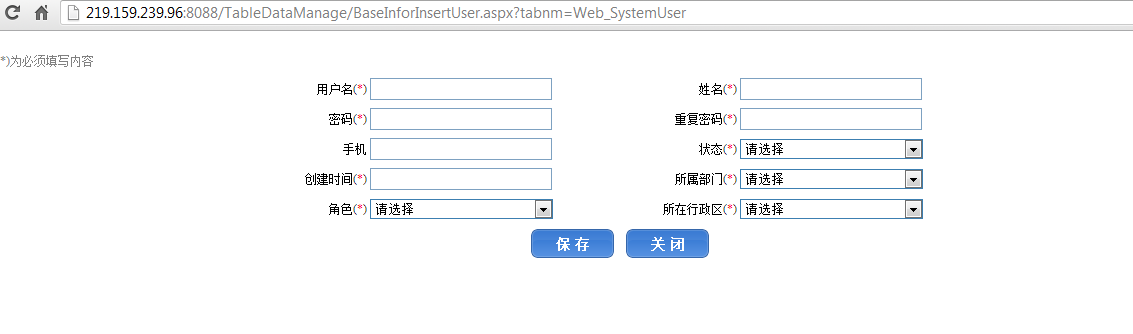 219.159.239.96:8088/TableDataManage/BaseInforInsertUser.aspx?tabnm=Web_SystemUser
*)为必须填写内容
用户名(*) 姓名(*)
密码(*) 重复密码(*)
手机 状态(*) 请选择
创建时间(*) 所属部门(*) 请选择
角色(*) 请选择 所在行政区(*) 请选择
保 存 关 闭